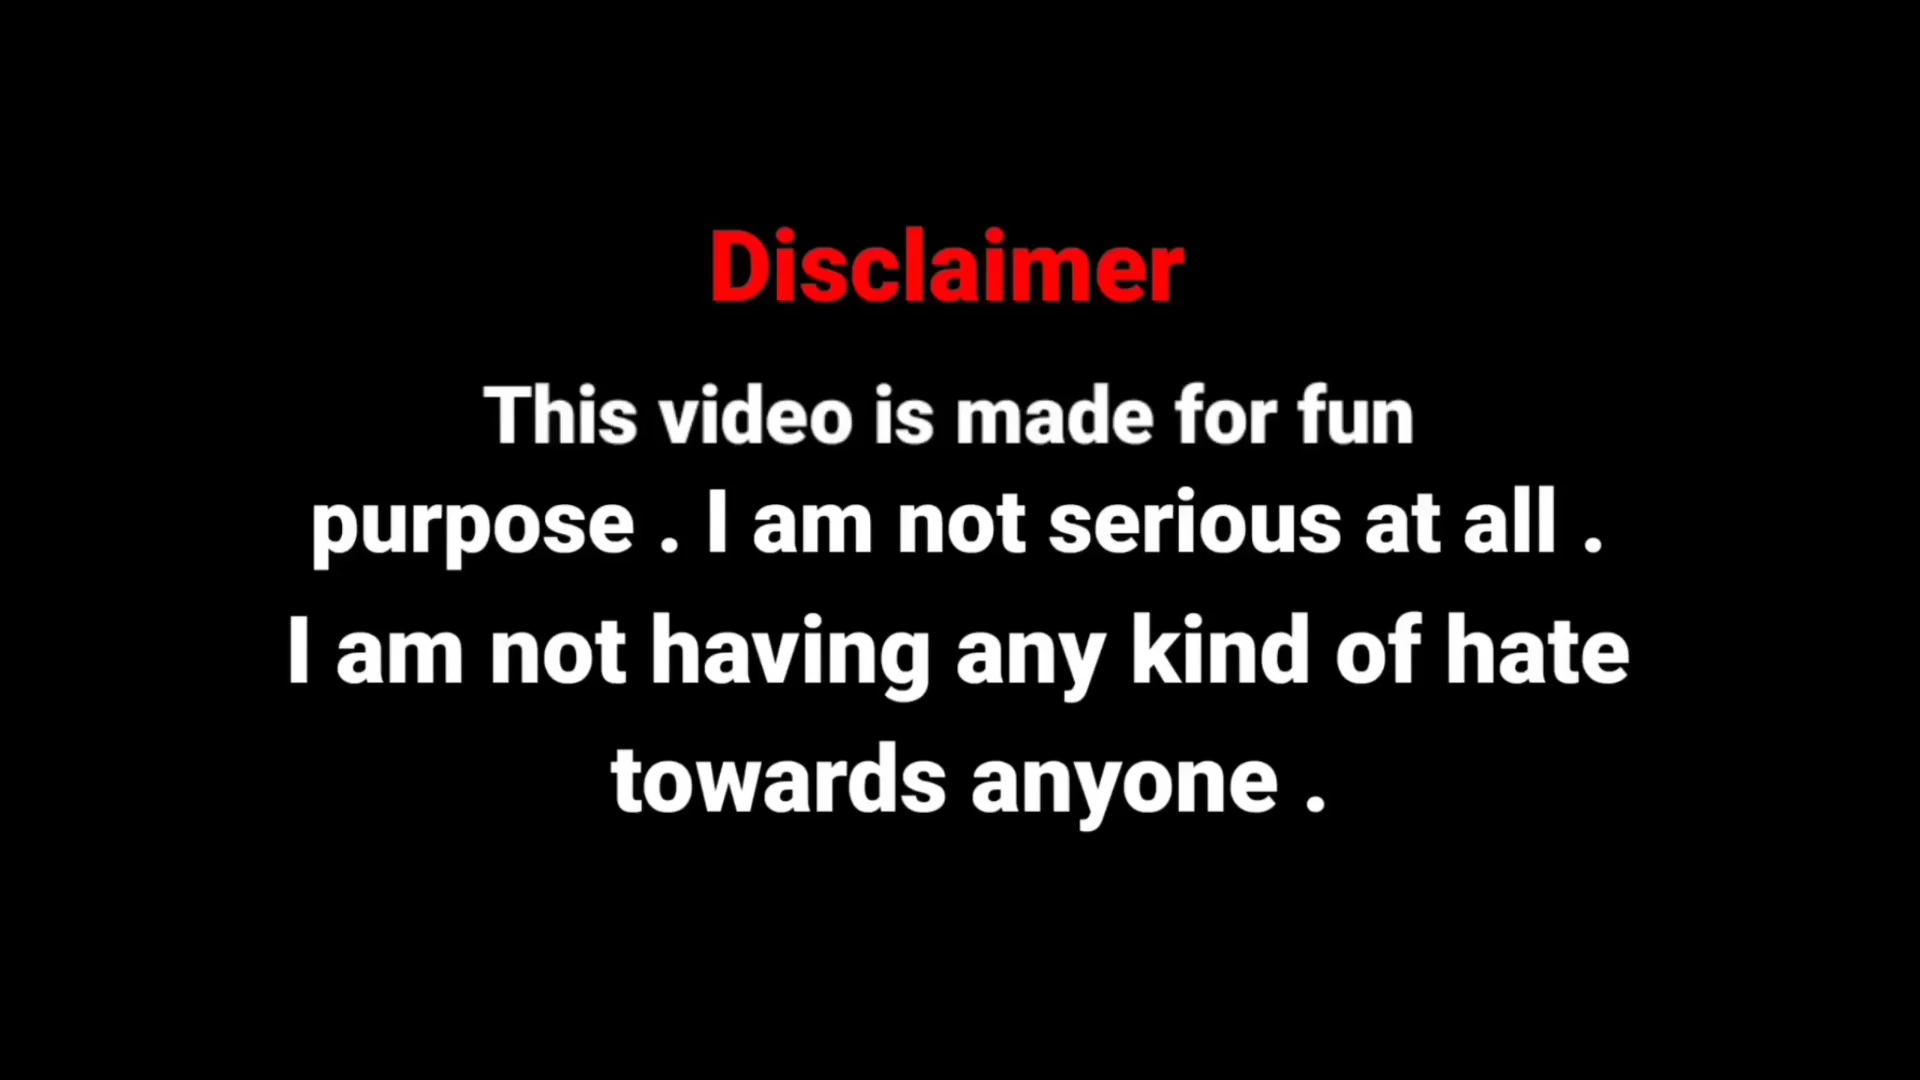 Disclaimer
This video is made for fun
purpose . I am not serious at all .
I am not having any kind of hate
towards anyone .